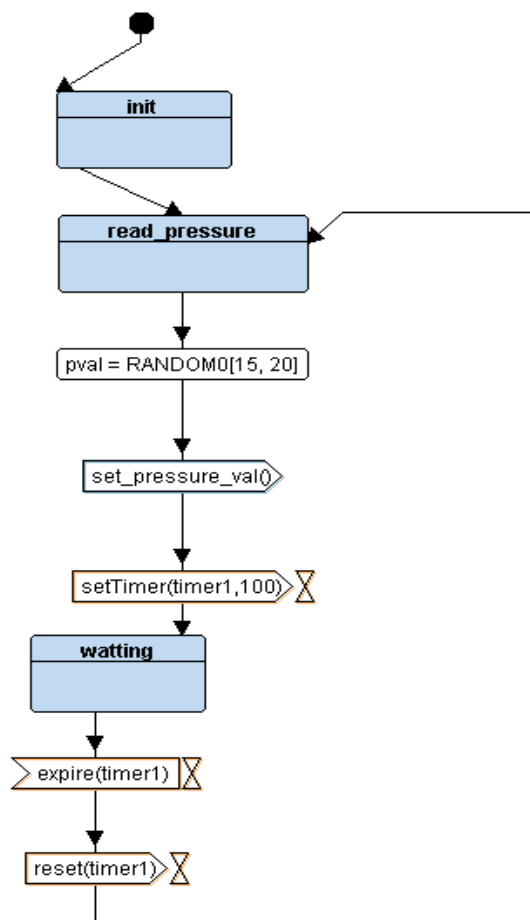 init
read_pressure
pval = RANDOM0[15, 20]
set_pressure_val()
setTimer(timer1,100)
watting
expire(timer1)
reset(timer1)